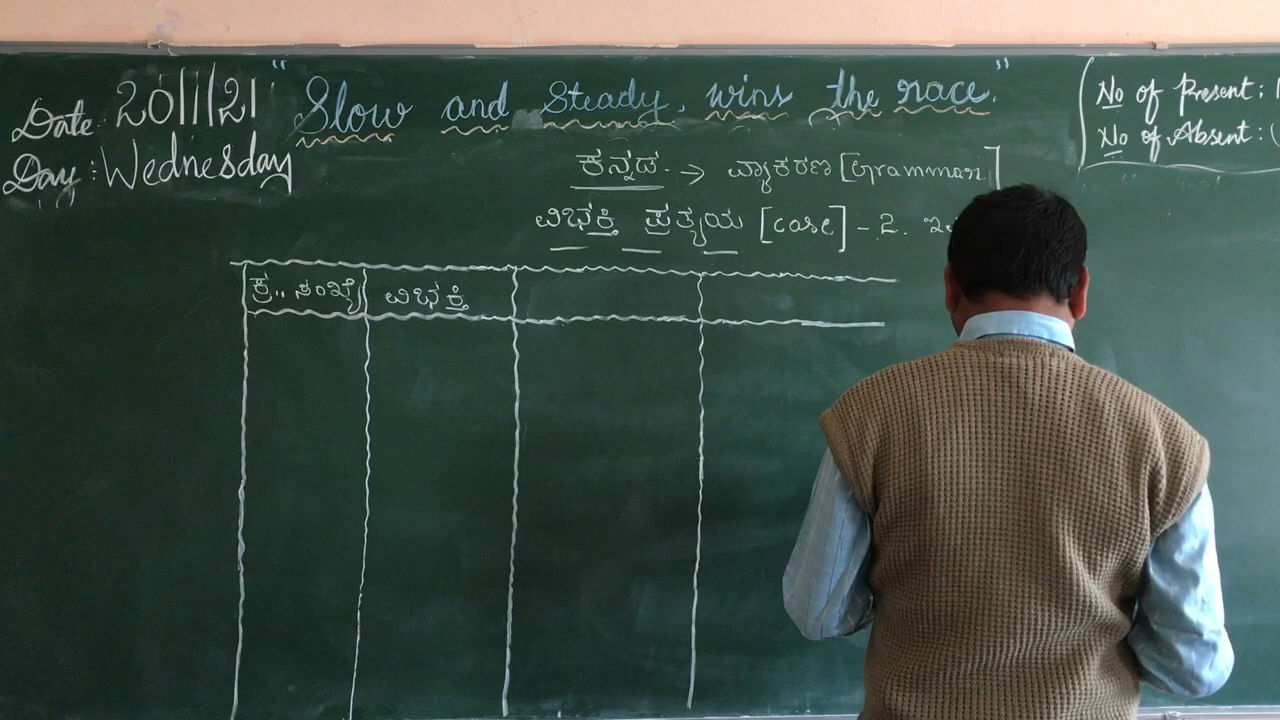 Date 20/1/21 "Slow and Steady, wins the race."
Day : Wednesday
No of Present :
No of Absent :
ಕನ್ನಡ. → ವ್ಯಾಕರಣ [Grammar]
ವಿಭಕ್ತಿ ಪ್ರತ್ಯಯ [case] - 2.
ಕ್ರ,, ಸಂಖ್ಯೆ ವಿಭಕ್ತಿ